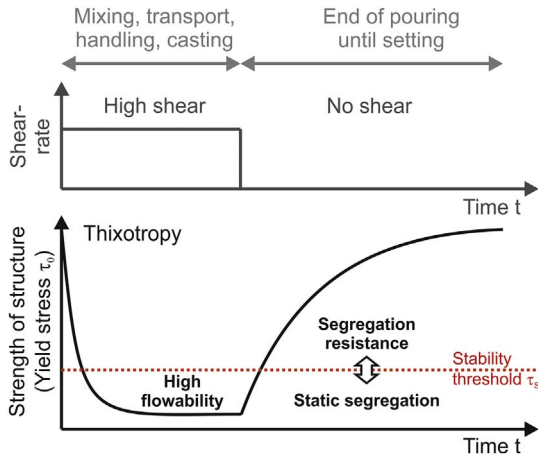 Mixing, transport,
handling, casting
End of pouring
until setting
Shear-
rate
High shear
No shear
Time t
Strength of structure
(Yield stress τ₀)
Thixotropy
Segregation
resistance
High
flowability
Static segregation
Stability
threshold τₛ
Time t